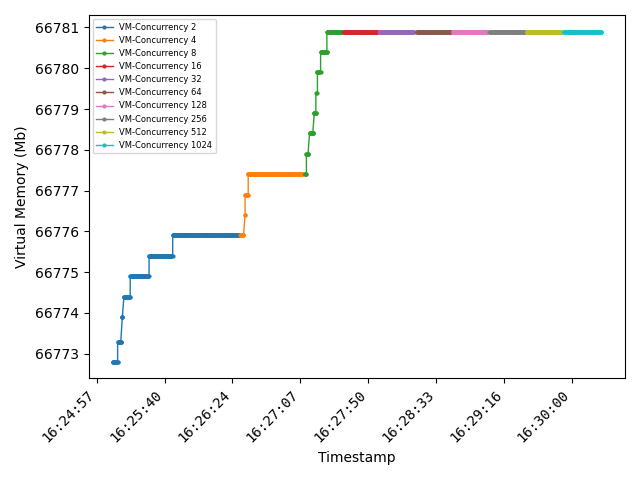 VM-Concurrency 2
VM-Concurrency 4
VM-Concurrency 8
VM-Concurrency 16
VM-Concurrency 32
VM-Concurrency 64
VM-Concurrency 128
VM-Concurrency 256
VM-Concurrency 512
VM-Concurrency 1024
Virtual Memory (Mb)
66781
66780
66779
66778
66777
66776
66775
66774
66773
16:24:57
16:25:40
16:26:24
16:27:07
16:27:50
16:28:33
16:29:16
16:30:00
Timestamp